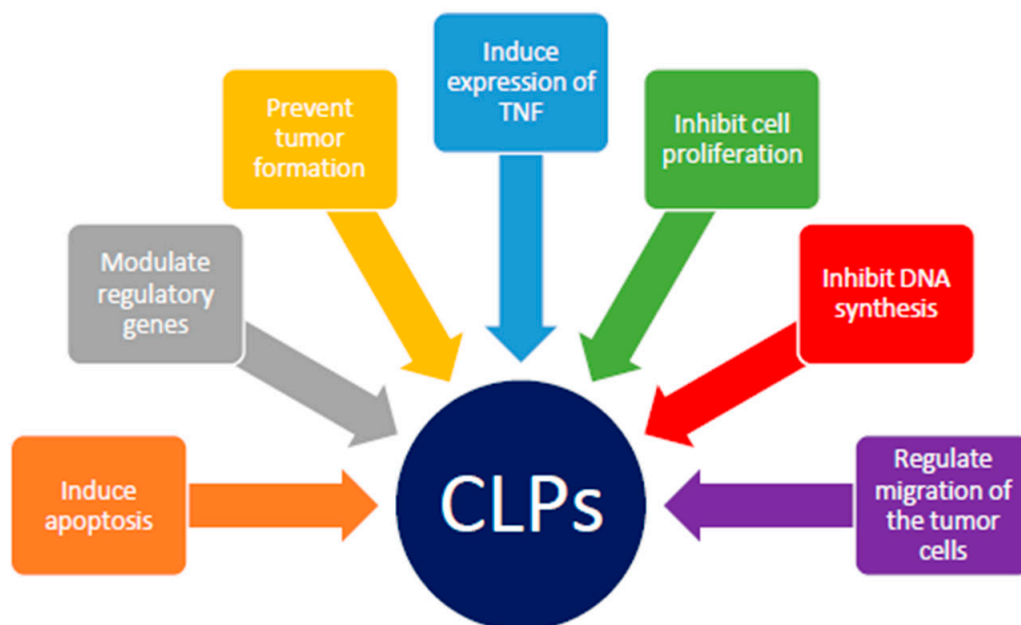 Induce
expression of
TNF
Prevent
tumor
formation
Inhibit cell
proliferation
Modulate
regulatory
genes
Inhibit DNA
synthesis
Induce
apoptosis
CLPs
Regulate
migration of
the tumor
cells